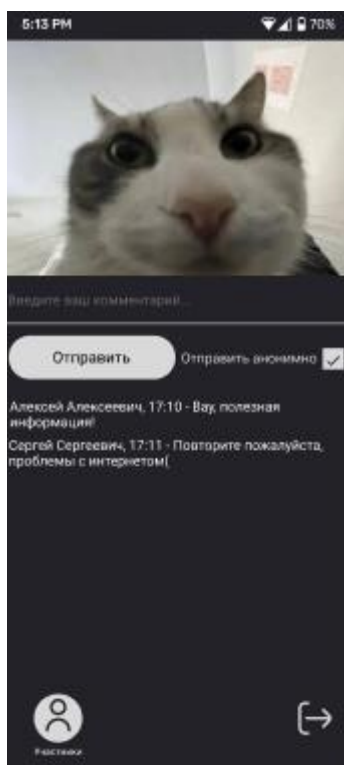 5:13 PM
70%
Введите ваш комментарий...
Отправить
Отправить анонимно
Алексей Алексеевич, 17:10 - Вау, полезная
информация!
Сергей Сергеевич, 17:11 - Повторите пожалуйста,
проблемы с интернетом(
Участники